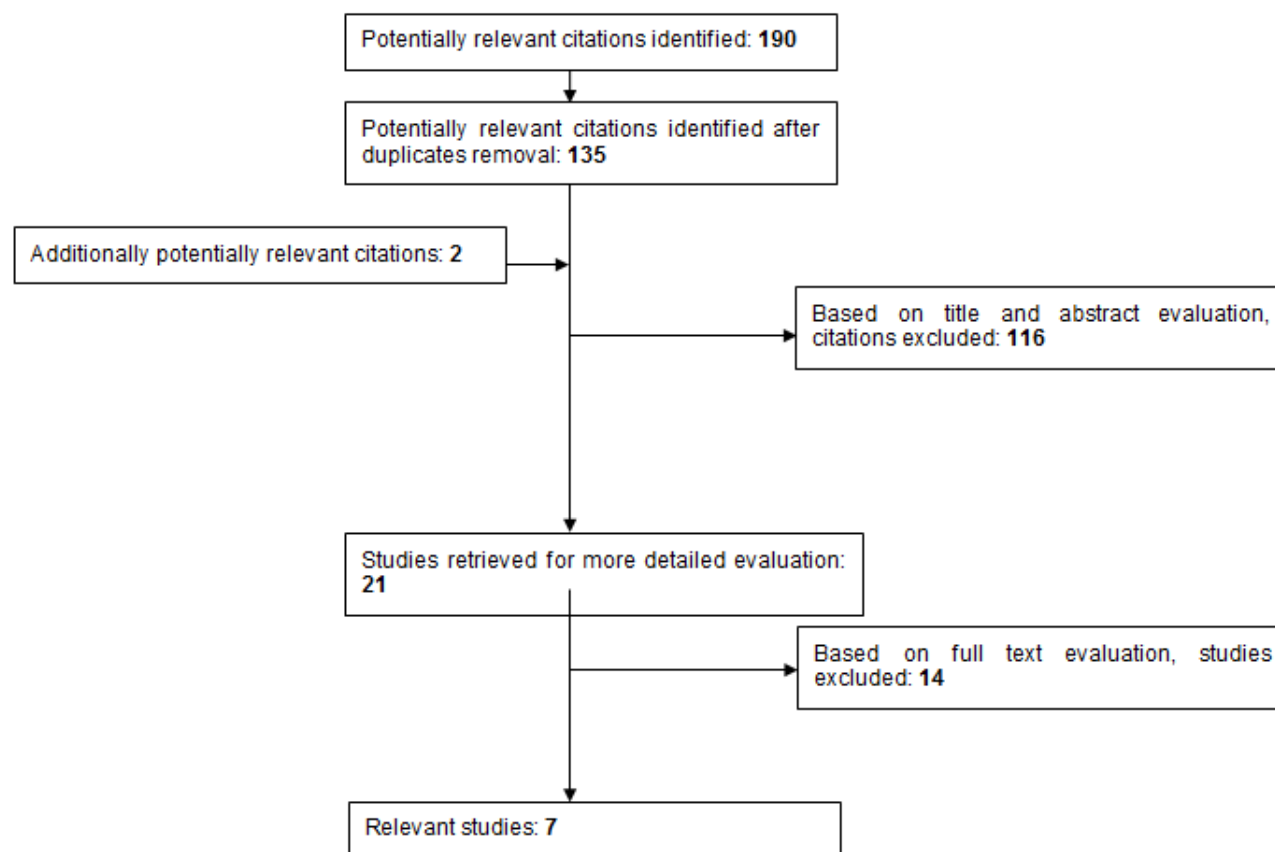 Potentially relevant citations identified: 190
Potentially relevant citations identified after
duplicates removal: 135
Additionally potentially relevant citations: 2
Based on title and abstract evaluation,
citations excluded: 116
Studies retrieved for more detailed evaluation:
21
Based on full text evaluation, studies
excluded: 14
Relevant studies: 7